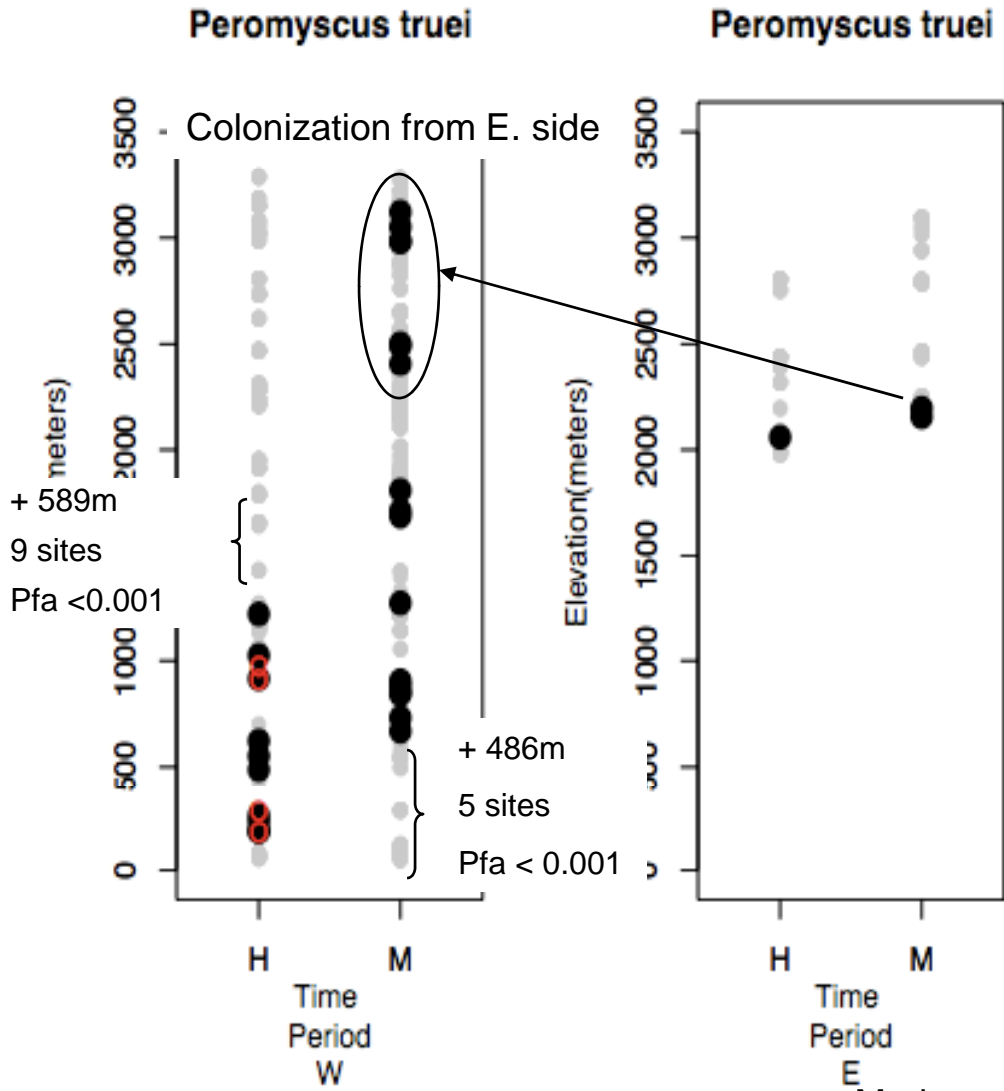 Peromyscus truei
Colonization from E. side
3500
3000
2500
2000
1000
500
0
meters)
+ 589m
9 sites
Pfa <0.001
+ 486m
5 sites
Pfa < 0.001
H M
Time
Period
W
Peromyscus truei
3500
3000
2500
2000
1500
1000
Elevation(meters)
H M
Time
Period
E